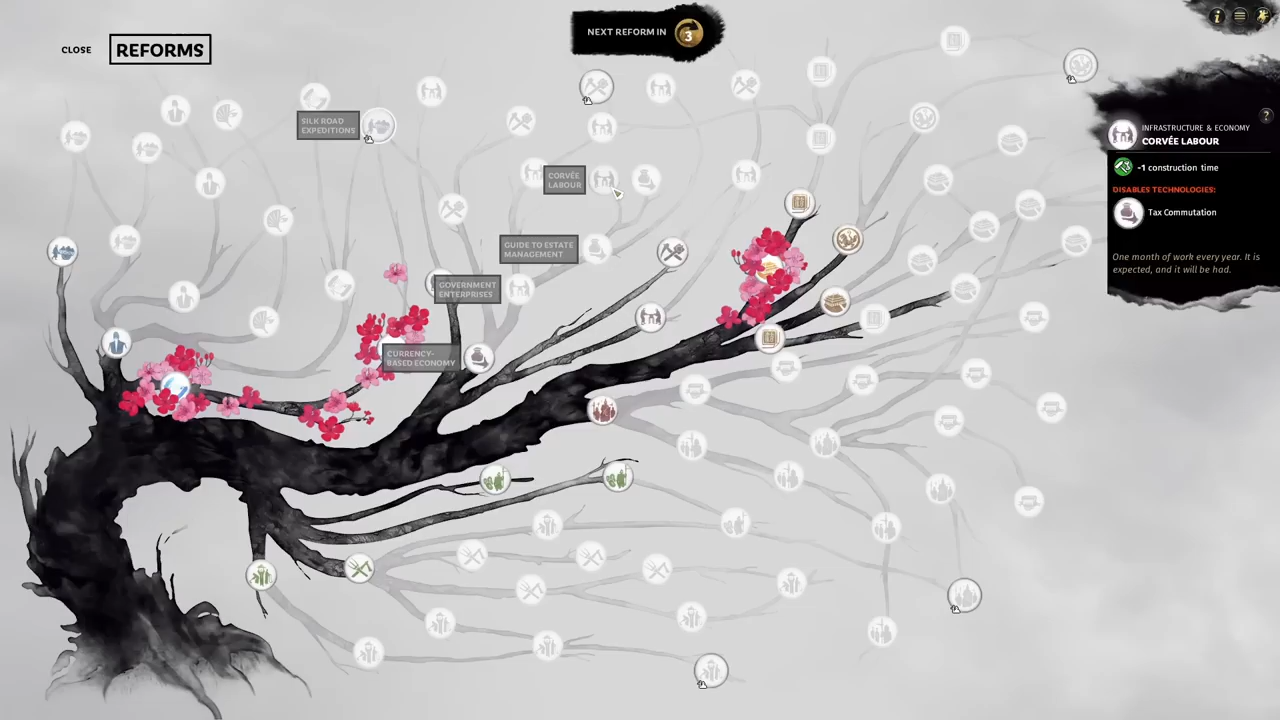 NEXT REFORM IN
3
CLOSE
REFORMS
SILK ROAD
EXPEDITIONS
CORVÉE
LABOUR
GUIDE TO ESTATE
MANAGEMENT
GOVERNMENT
ENTERPRISES
CURRENCY-
BASED ECONOMY
?
INFRASTRUCTURE & ECONOMY
CORVÉE LABOUR
-1 construction time
DISABLES TECHNOLOGIES:
Tax Commutation
One month of work every year. It is
expected, and it will be had.